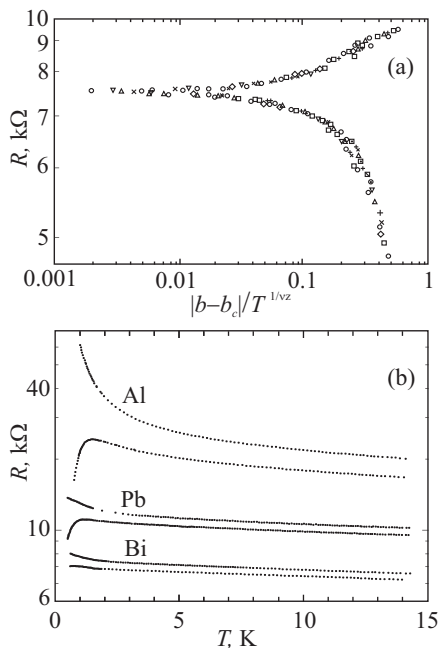 10
9
8
7
6
5
(a)
R, kΩ
0.001
0.01
0.1
1
|b–b_c|/T^{1/νz}
(b)
40
10
6
R, kΩ
Al
Pb
Bi
0
5
10
15
T, K